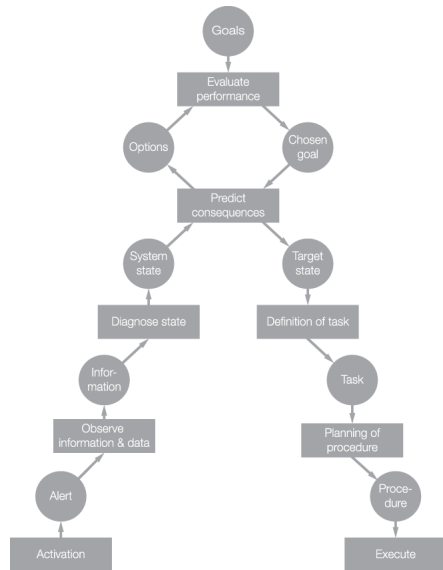 Goals
Evaluate
performance
Options
Chosen
goal
Predict
consequences
System
state
Target
state
Diagnose state
Definition of task
Infor-
mation
Task
Observe
information & data
Planning of
procedure
Alert
Proce-
dure
Activation
Execute